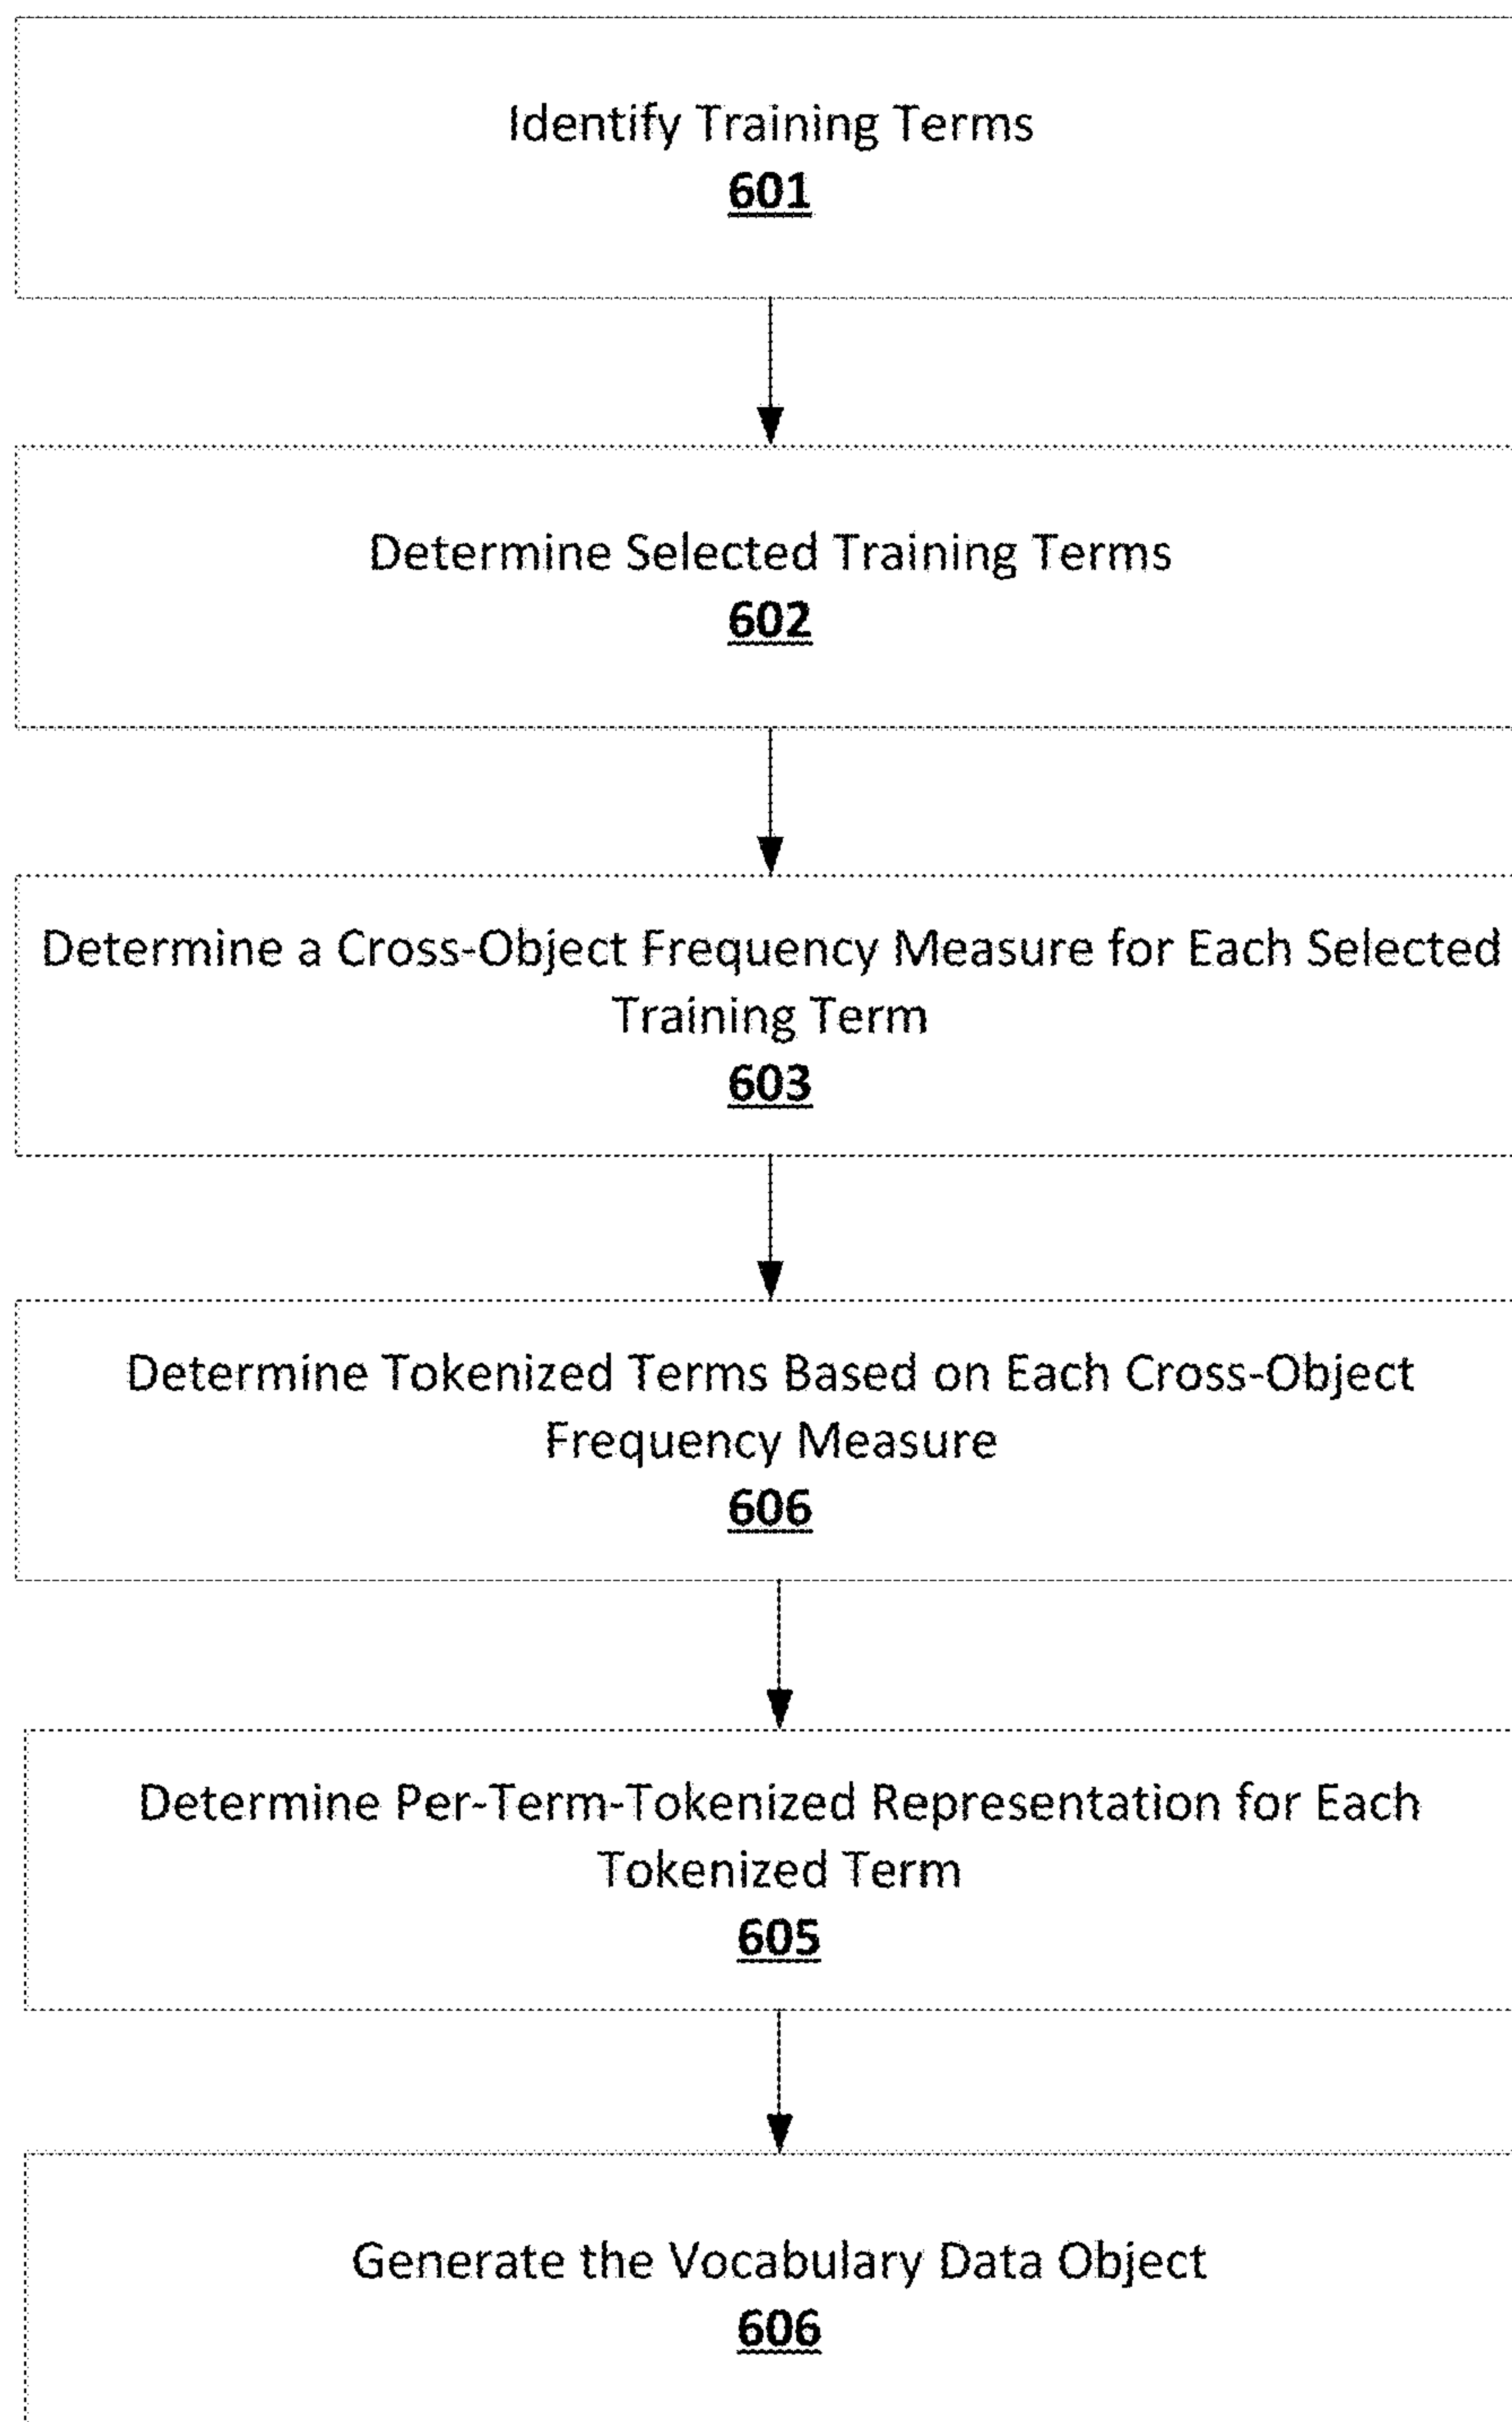 Identify Training Terms
601
Determine Selected Training Terms
602
Determine a Cross-Object Frequency Measure for Each Selected
Training Term
603
Determine Tokenized Terms Based on Each Cross-Object
Frequency Measure
606
Determine Per-Term-Tokenized Representation for Each
Tokenized Term
605
Generate the Vocabulary Data Object
606